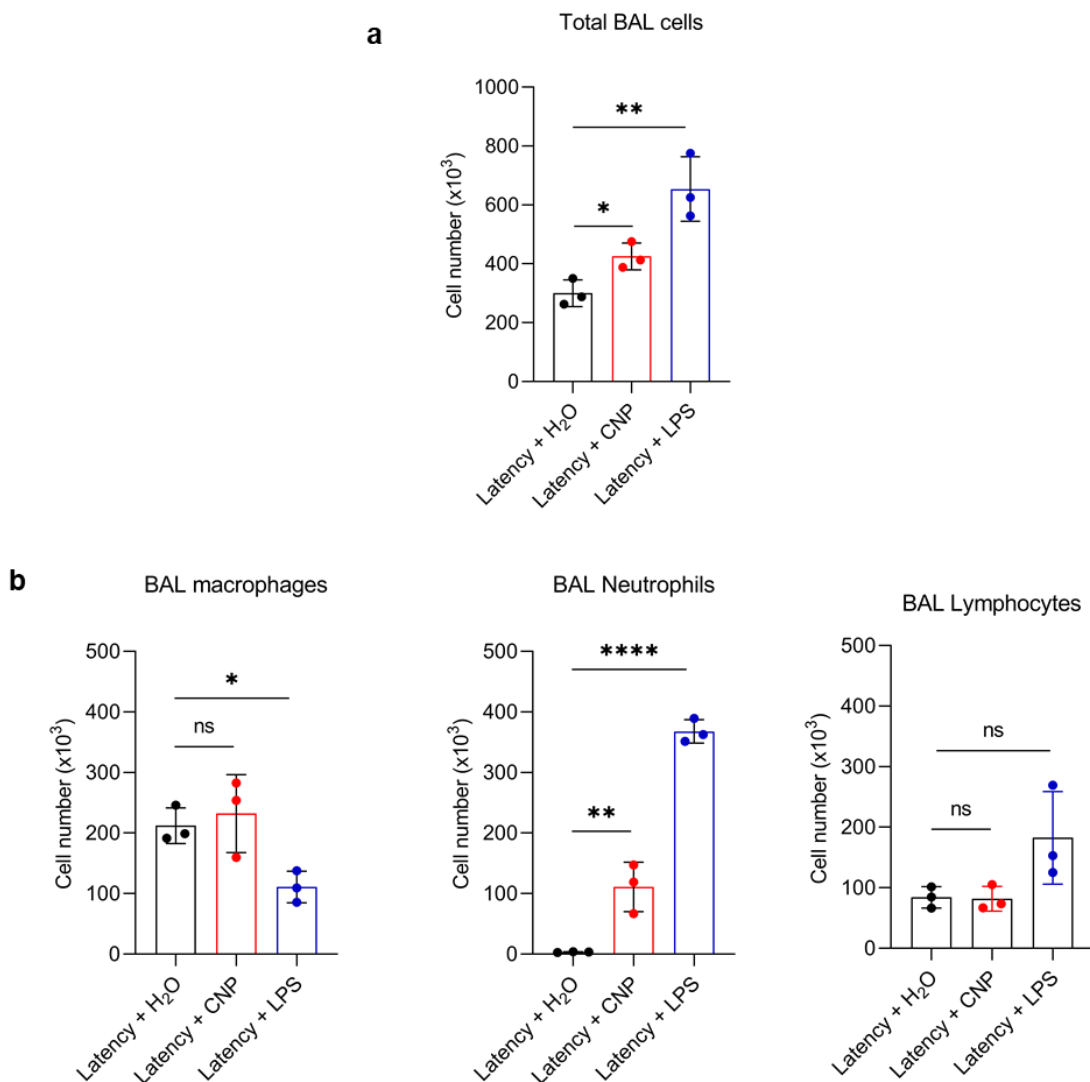 a
Total BAL cells
Cell number (x10³)
1000
800
600
400
200
0
**
*
Latency + H₂O
Latency + CNP
Latency + LPS
b
BAL macrophages
Cell number (x10³)
500
400
300
200
100
0
*
ns
Latency + H₂O
Latency + CNP
Latency + LPS
BAL Neutrophils
Cell number (x10³)
500
400
300
200
100
0
****
**
Latency + H₂O
Latency + CNP
Latency + LPS
BAL Lymphocytes
Cell number (x10³)
500
400
300
200
100
0
ns
ns
Latency + H₂O
Latency + CNP
Latency + LPS